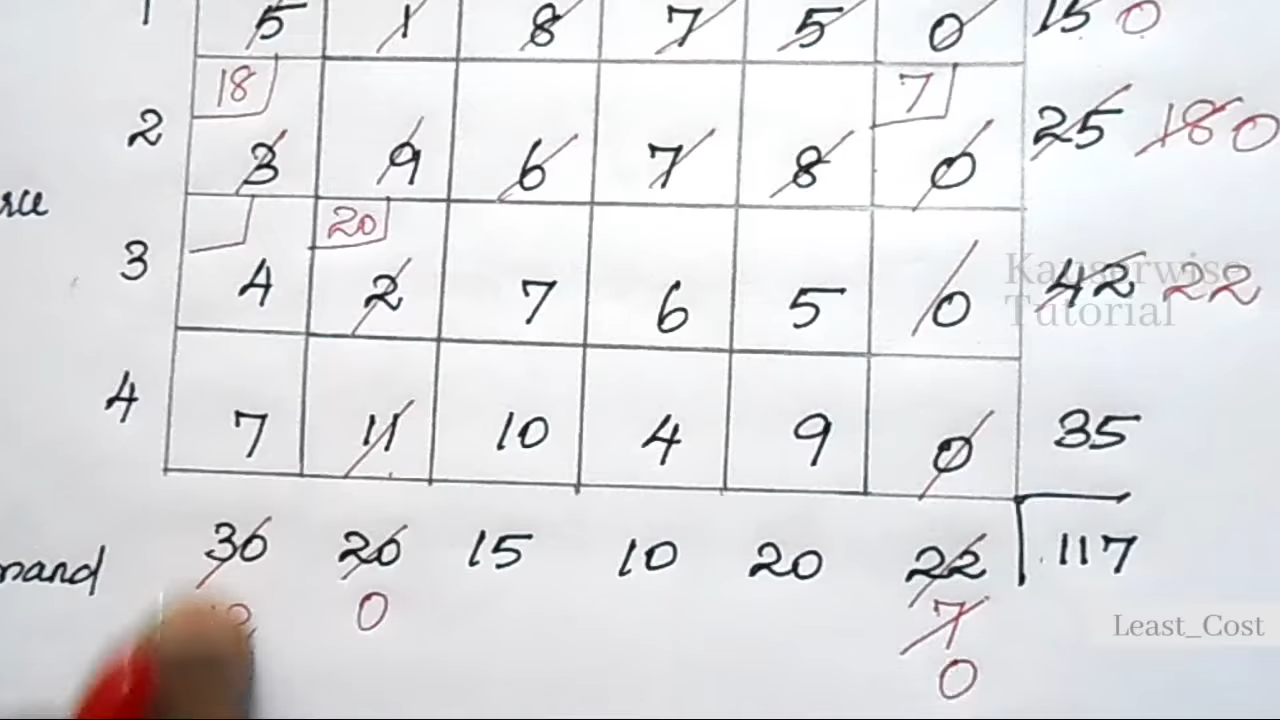 1 5 1 8 7 5 0 15 0
18 7
2 3 9 6 7 8 0 25 18 0
20
3 4 2 7 6 5 0 42 22
Kauserwise
Tutorial
4 7 11 10 4 9 0 35
mand 30 20 15 10 20 22 117
0 7
Least_Cost
0